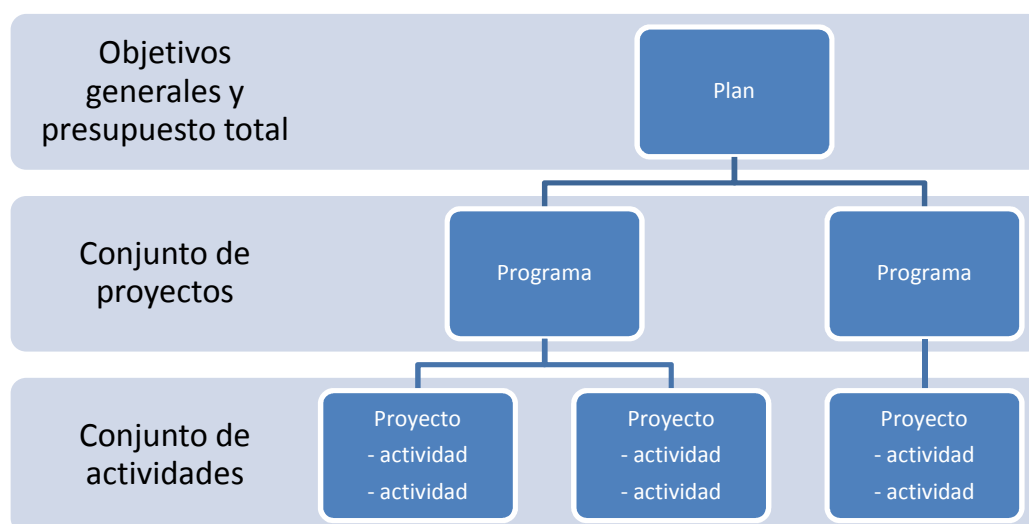 Objetivos
generales y
presupuesto total
Plan
Conjunto de
proyectos
Programa
Programa
Conjunto de
actividades
Proyecto
- actividad
- actividad
Proyecto
- actividad
- actividad
Proyecto
- actividad
- actividad